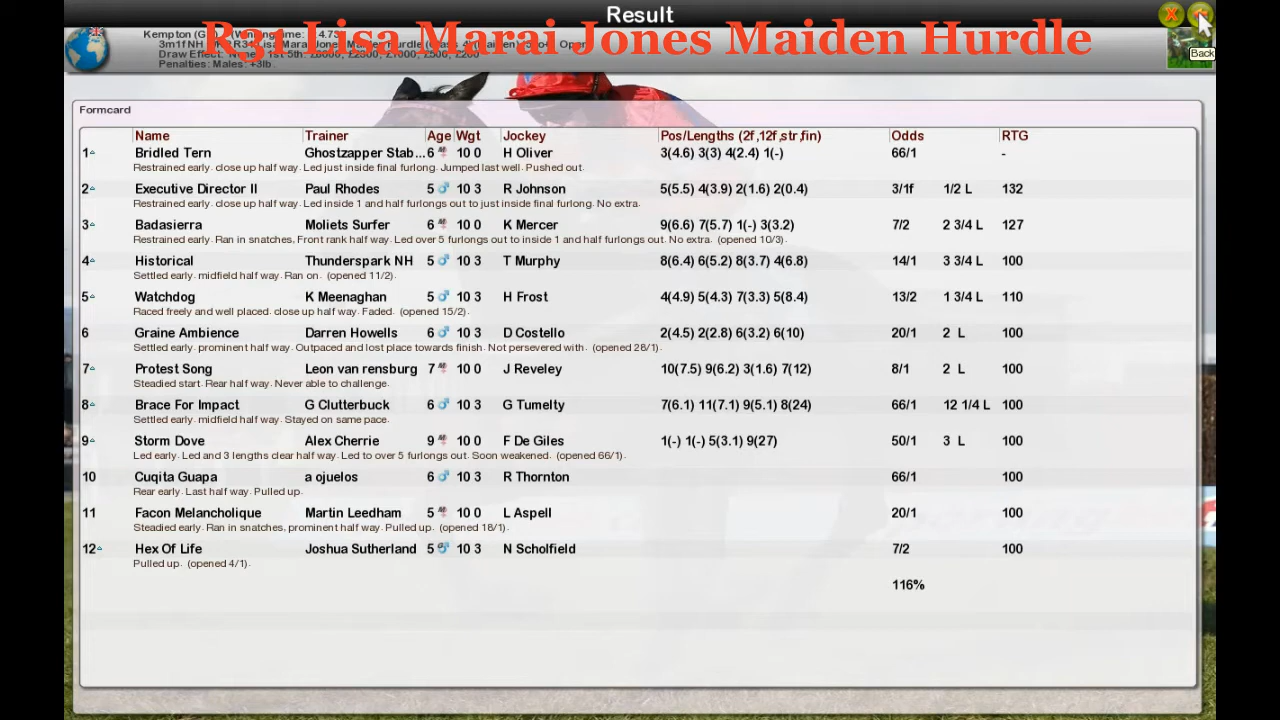 Result
Rg1 Lisa Marai Jones Maiden Hurdle
Kempton (G
Penalties: Males: +3lb
Back
Formcard
Name Trainer Age Wgt Jockey Pos/Lengths (2f,12f,str,fin) Odds RTG
1 Bridled Tern Ghostzapper Stab... 6 10 0 H Oliver 3(4.6) 3(3) 4(2.4) 1(-) 66/1 -
Restrained early. close up half way. Led just inside final furlong. Jumped last well. Pushed out.
2 Executive Director II Paul Rhodes 5 10 3 R Johnson 5(5.5) 4(3.9) 2(1.6) 2(0.4) 3/1f 1/2 L 132
Restrained early. close up half way. Led inside 1 and half furlongs out to just inside final furlong. No extra.
3 Badasierra Moliets Surfer 6 10 0 K Mercer 9(6.6) 7(5.7) 1(-) 3(3.2) 7/2 2 3/4 L 127
Restrained early. Ran in snatches, Front rank half way. Led over 5 furlongs out to inside 1 and half furlongs out. No extra. (opened 10/3).
4 Historical Thunderspark NH 5 10 3 T Murphy 8(6.4) 6(5.2) 8(3.7) 4(6.8) 14/1 3 3/4 L 100
Settled early. midfield half way. Ran on. (opened 11/2).
5 Watchdog K Meenaghan 5 10 3 H Frost 4(4.9) 5(4.3) 7(3.3) 5(8.4) 13/2 1 3/4 L 110
Raced freely and well placed. close up half way. Faded. (opened 15/2).
6 Graine Ambience Darren Howells 6 10 3 D Costello 2(4.5) 2(2.8) 6(3.2) 6(10) 20/1 2 L 100
Settled early. prominent half way. Outpaced and lost place towards finish. Not persevered with. (opened 28/1).
7 Protest Song Leon van rensburg 7 10 0 J Reveley 10(7.5) 9(6.2) 3(1.6) 7(12) 8/1 2 L 100
Steadied start. Rear half way. Never able to challenge.
8 Brace For Impact G Clutterbuck 6 10 3 G Tumelty 7(6.1) 11(7.1) 9(5.1) 8(24) 66/1 12 1/4 L 100
Settled early. midfield half way. Stayed on same pace.
9 Storm Dove Alex Cherrie 9 10 0 F De Giles 1(-) 1(-) 5(3.1) 9(27) 50/1 3 L 100
Led early. Led and 3 lengths clear half way. Led to over 5 furlongs out. Soon weakened. (opened 66/1).
10 Cuqita Guapa a ojuelos 6 10 3 R Thornton 66/1 100
Rear early. Last half way. Pulled up.
11 Facon Melancholique Martin Leedham 5 10 0 L Aspell 20/1 100
Steadied early. Ran in snatches, prominent half way. Pulled up. (opened 18/1).
12 Hex Of Life Joshua Sutherland 5 10 3 N Scholfield 7/2 100
Pulled up. (opened 4/1).
116%